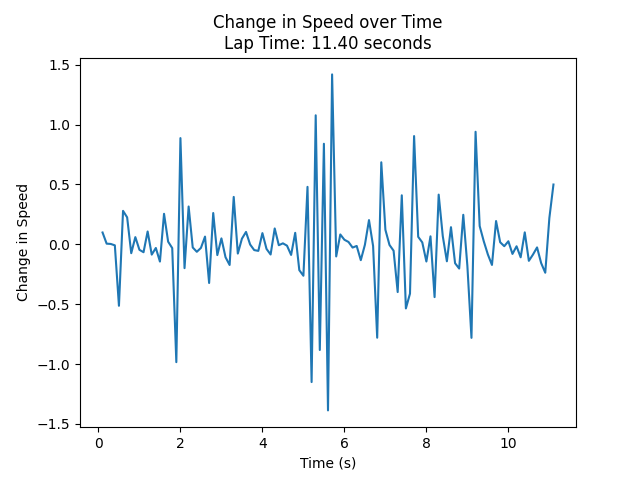 Change in Speed over Time
Lap Time: 11.40 seconds
1.5
1.0
0.5
0.0
−0.5
−1.0
−1.5
Change in Speed
0 2 4 6 8 10
Time (s)